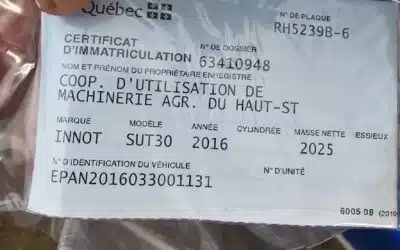 Québec
N° DE PLAQUE
RH5239B-6
CERTIFICAT
D'IMMATRICULATION
N° DE DOSSIER
63410948
NOM ET PRÉNOM DU PROPRIÉTAIRE ENREGISTRÉ
COOP. D'UTILISATION DE
MACHINERIE AGR. DU HAUT-ST
MARQUE MODÈLE ANNÉE CYLINDRÉE MASSE NETTE ESSIEUX
INNOT SUT30 2016 2025
N° D'IDENTIFICATION DU VÉHICULE N° D'UNITÉ
EPAN2016033001131
6005 08